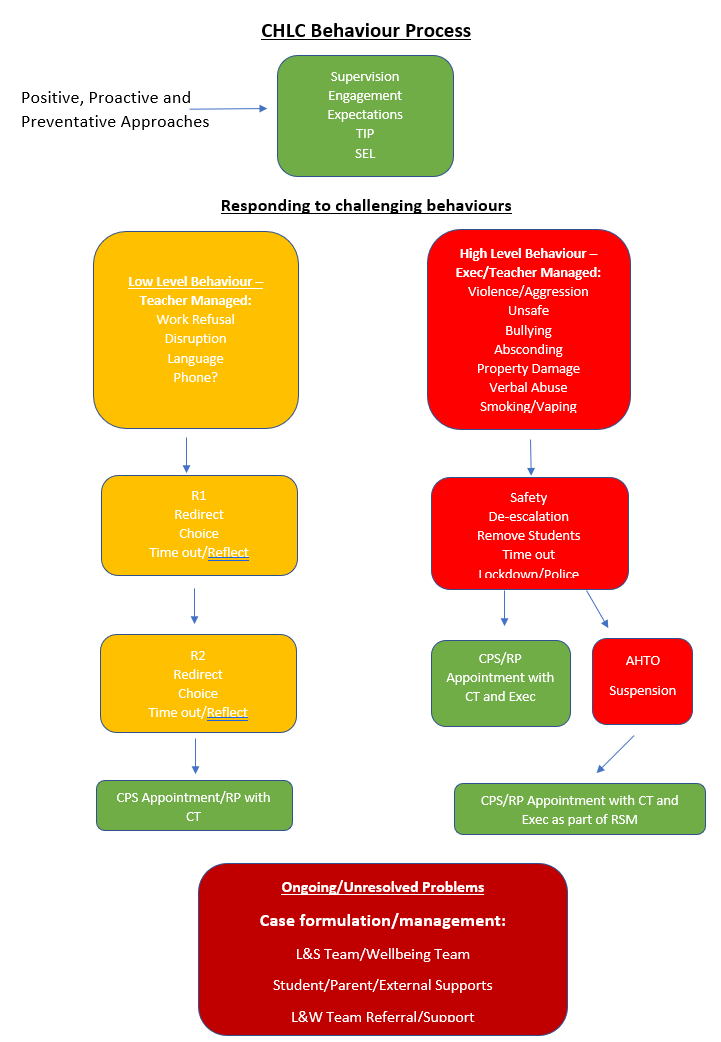 CHLC Behaviour Process
Supervision
Engagement
Expectations
TIP
SEL
Positive, Proactive and
Preventative Approaches
Responding to challenging behaviours
Low Level Behaviour –
Teacher Managed:
Work Refusal
Disruption
Language
Phone?
High Level Behaviour –
Exec/Teacher Managed:
Violence/Aggression
Unsafe
Bullying
Absconding
Property Damage
Verbal Abuse
Smoking/Vaping
R1
Redirect
Choice
Time out/Reflect
Safety
De-escalation
Remove Students
Time out
Lockdown/Police
R2
Redirect
Choice
Time out/Reflect
CPS/RP
Appointment with
CT and Exec
AHTO
Suspension
CPS Appointment/RP with
CT
CPS/RP Appointment with CT and
Exec as part of RSM
Ongoing/Unresolved Problems
Case formulation/management:
L&S Team/Wellbeing Team
Student/Parent/External Supports
L&W Team Referral/Support